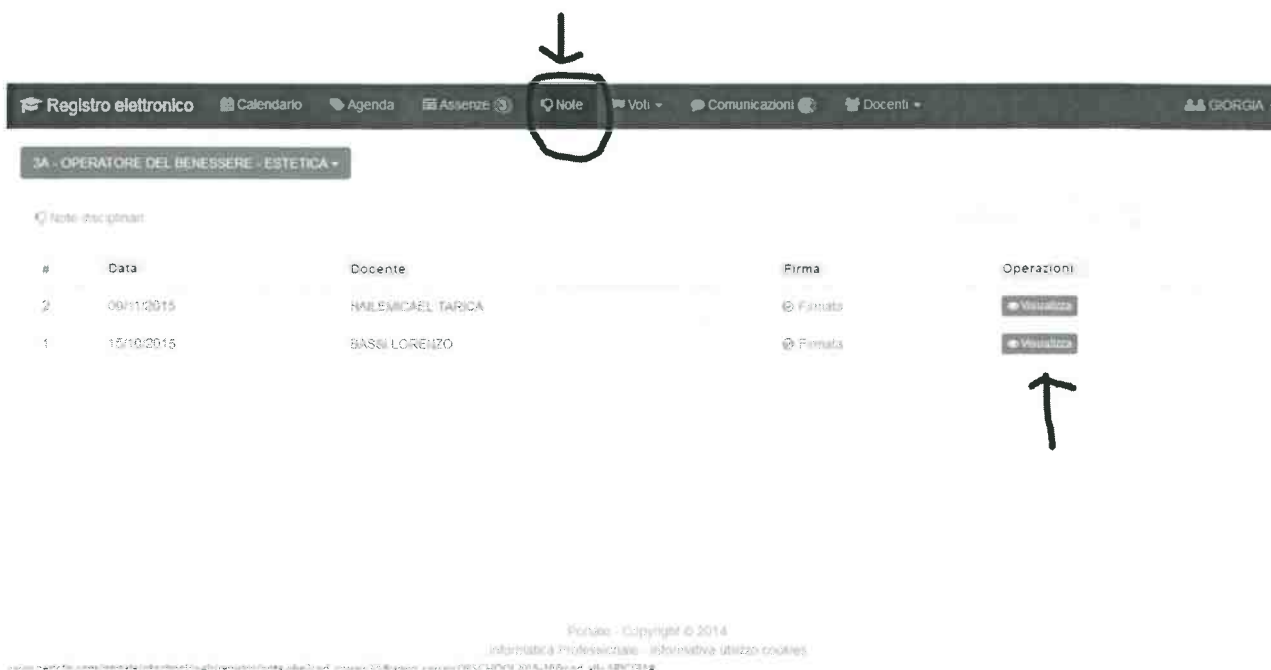 Registro elettronico Calendario Agenda Assenze 3 Note Voti Comunicazioni Docenti GIORGIA
3A - OPERATORE DEL BENESSERE - ESTETICA
Note disciplinari
# Data Docente Firma Operazioni
2 09/11/2015 HAILEMICAEL TARICA Firmata Visualizza
1 15/10/2015 BASSI LORENZO Firmata Visualizza
Portale - Copyright © 2014
Informatica Professionale - Informativa utilizzo cookies